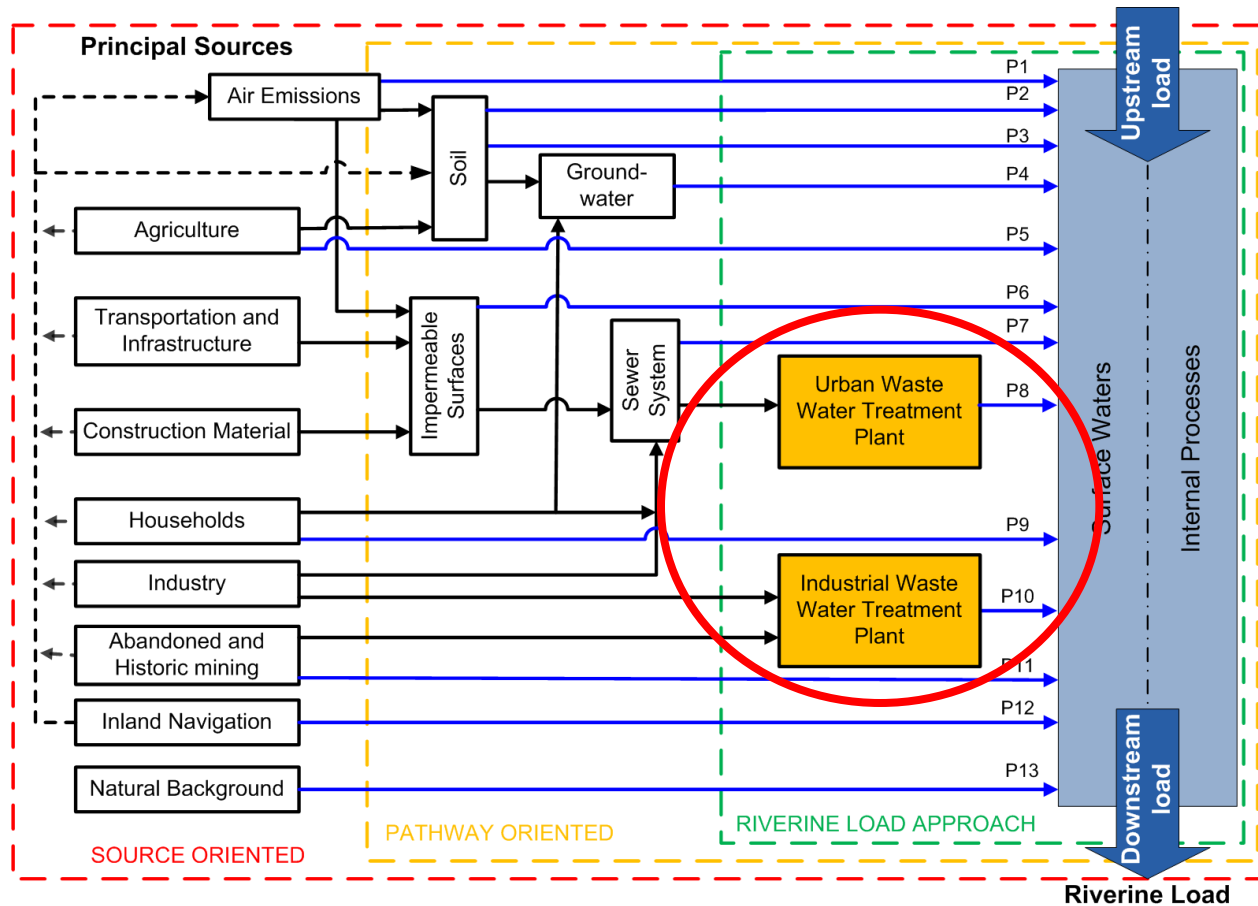 Principal Sources
Air Emissions
Agriculture
Transportation and
Infrastructure
Construction Material
Households
Industry
Abandoned and
Historic mining
Inland Navigation
Natural Background
SOURCE ORIENTED
Soil
Ground-
water
Impermeable
Surfaces
Sewer
System
PATHWAY ORIENTED
Urban Waste
Water Treatment
Plant
Industrial Waste
Water Treatment
Plant
RIVERINE LOAD APPROACH
P1
P2
P3
P4
P5
P6
P7
P8
P9
P10
P11
P12
P13
Upstream
load
Surface Waters
Internal Processes
Downstream
load
Riverine Load